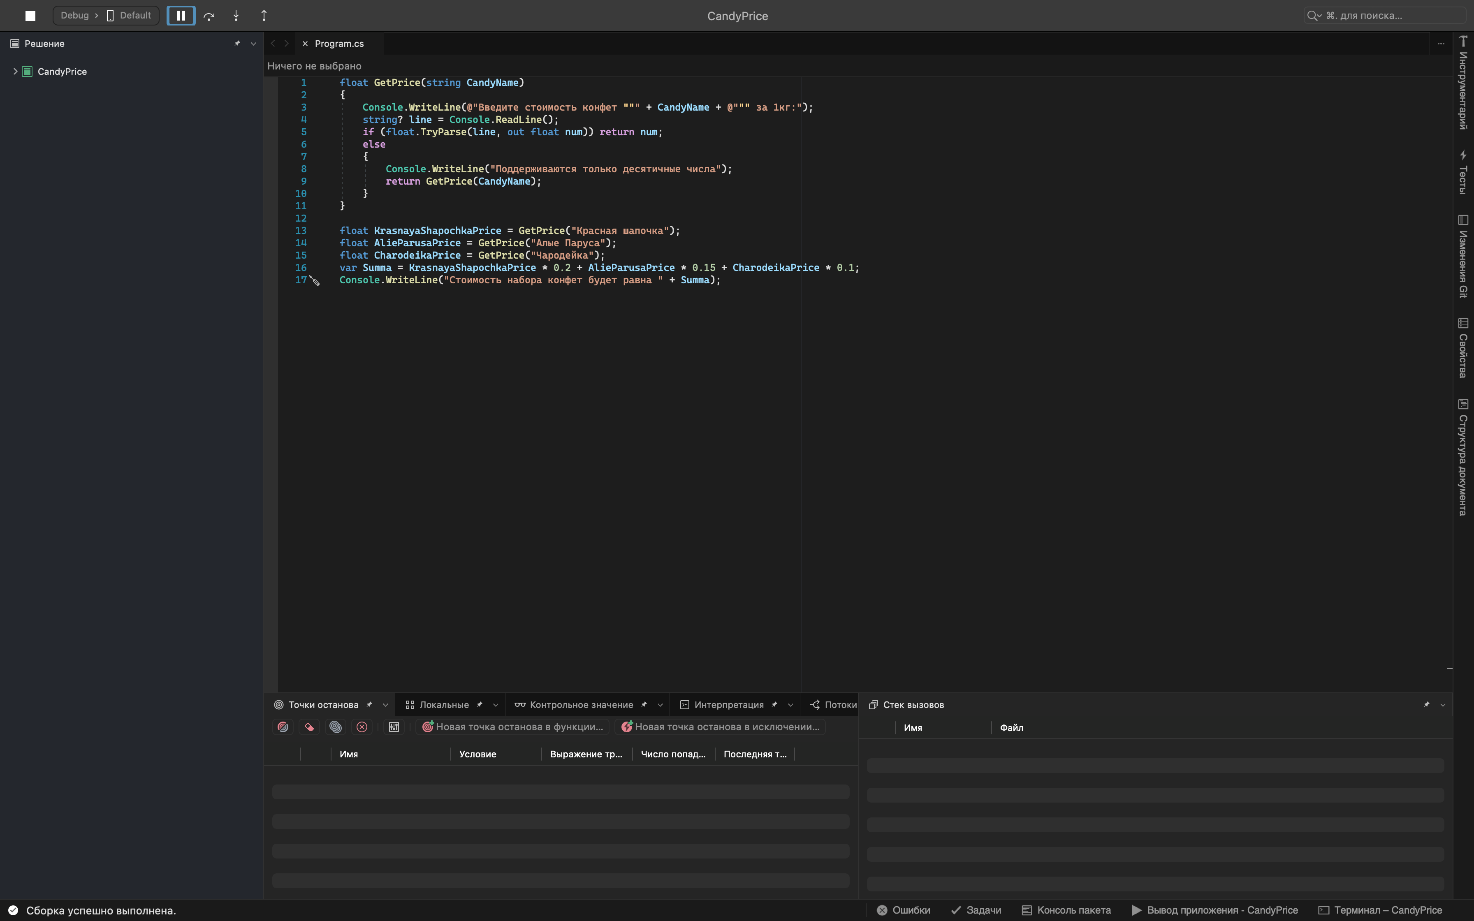 Debug › Default
CandyPrice
⌘. для поиска...
Решение
Program.cs
CandyPrice
Ничего не выбрано
1 float GetPrice(string CandyName)
2 {
3 Console.WriteLine(@"Введите стоимость конфет """ + CandyName + @""" за 1кг:");
4 string? line = Console.ReadLine();
5 if (float.TryParse(line, out float num)) return num;
6 else
7 {
8 Console.WriteLine("Поддерживаются только десятичные числа");
9 return GetPrice(CandyName);
10 }
11 }
12
13 float KrasnayaShapochkaPrice = GetPrice("Красная шапочка");
14 float AlieParusaPrice = GetPrice("Алые Паруса");
15 float CharodeikaPrice = GetPrice("Чародейка");
16 var Summa = KrasnayaShapochkaPrice * 0.2 + AlieParusaPrice * 0.15 + CharodeikaPrice * 0.1;
17 Console.WriteLine("Стоимость набора конфет будет равна " + Summa);
Инструментарий
Тесты
Изменения Git
Свойства
Структура документа
Точки останова
Локальные
Контрольное значение
Интерпретация
Потоки
Стек вызовов
Новая точка останова в функции...
Новая точка останова в исключении...
Имя
Файл
Имя
Условие
Выражение тр...
Число попад...
Последняя т...
Сборка успешно выполнена.
Ошибки
Задачи
Консоль пакета
Вывод приложения - CandyPrice
Терминал – CandyPrice